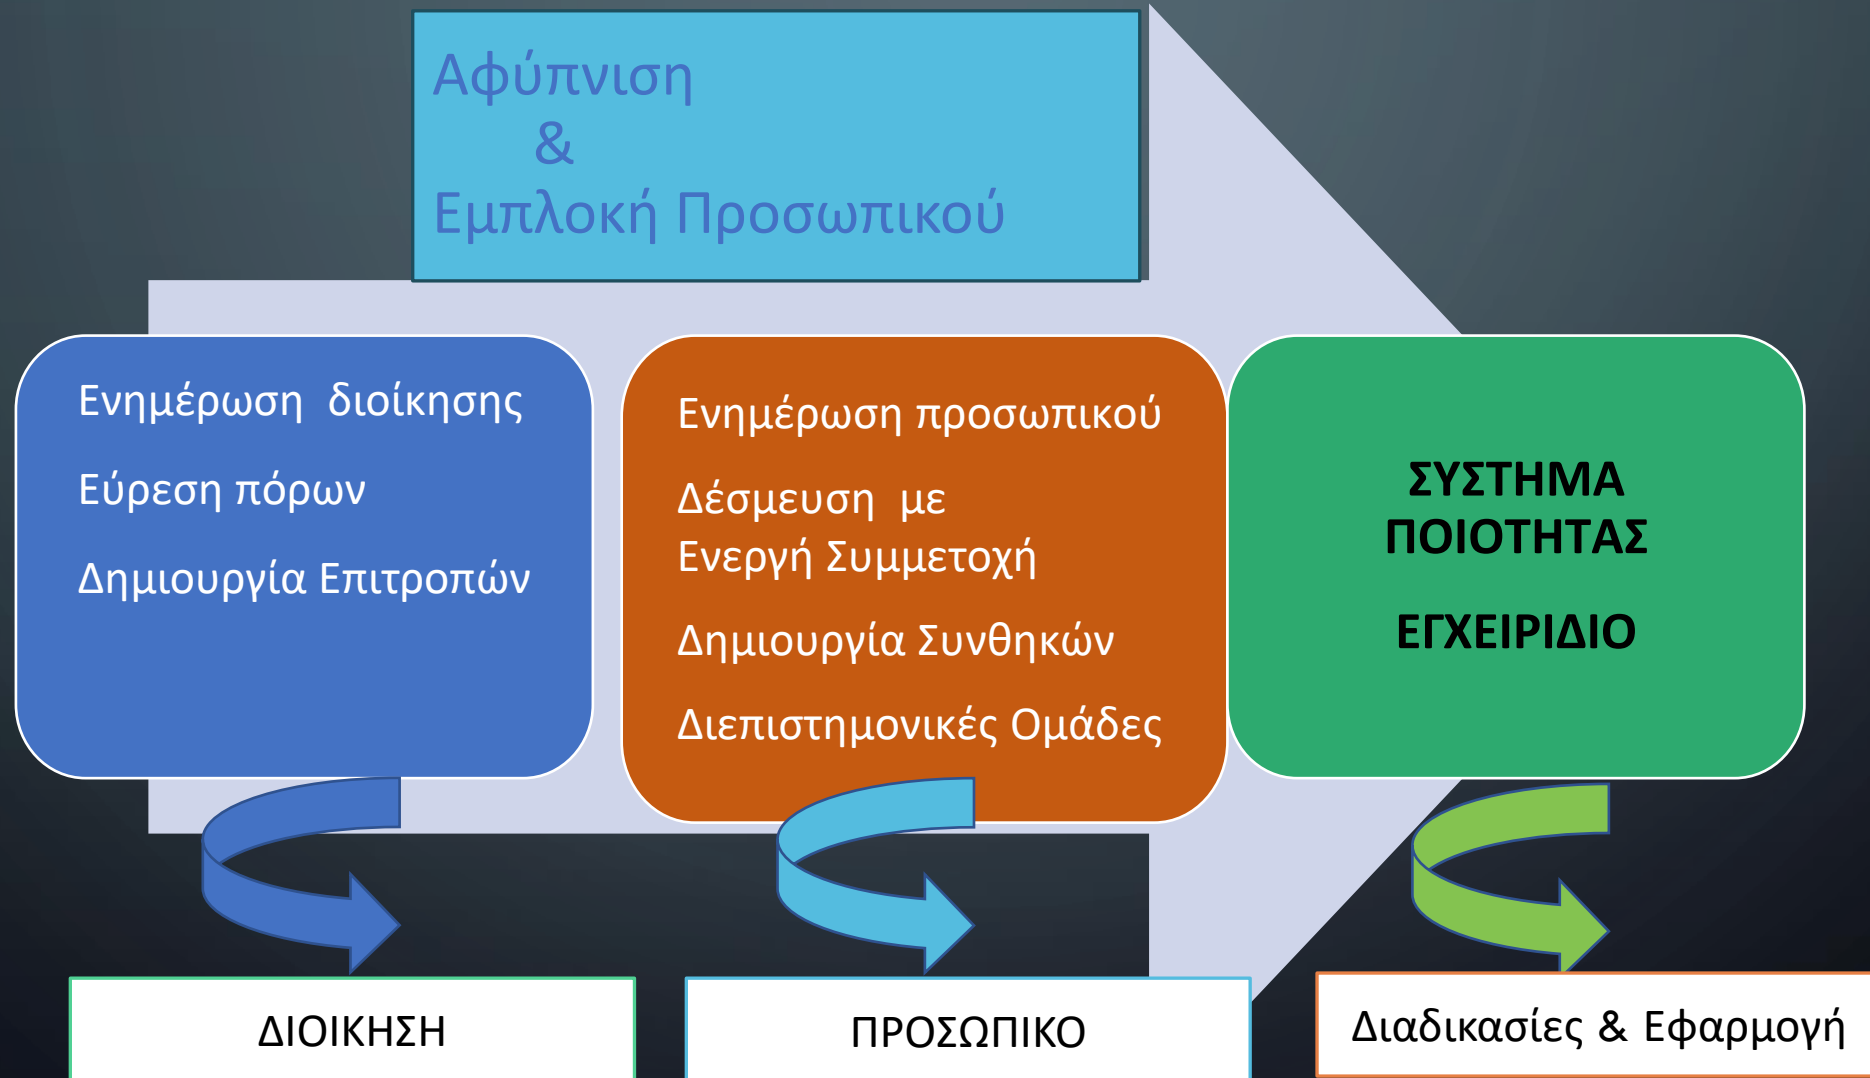 Αφύπνιση
&
Εμπλοκή Προσωπικού
Ενημέρωση διοίκησης
Εύρεση πόρων
Δημιουργία Επιτροπών
Ενημέρωση προσωπικού
Δέσμευση με
Ενεργή Συμμετοχή
Δημιουργία Συνθηκών
Διεπιστημονικές Ομάδες
ΣΥΣΤΗΜΑ
ΠΟΙΟΤΗΤΑΣ
ΕΓΧΕΙΡΙΔΙΟ
ΔΙΟΙΚΗΣΗ
ΠΡΟΣΩΠΙΚΟ
Διαδικασίες & Εφαρμογή